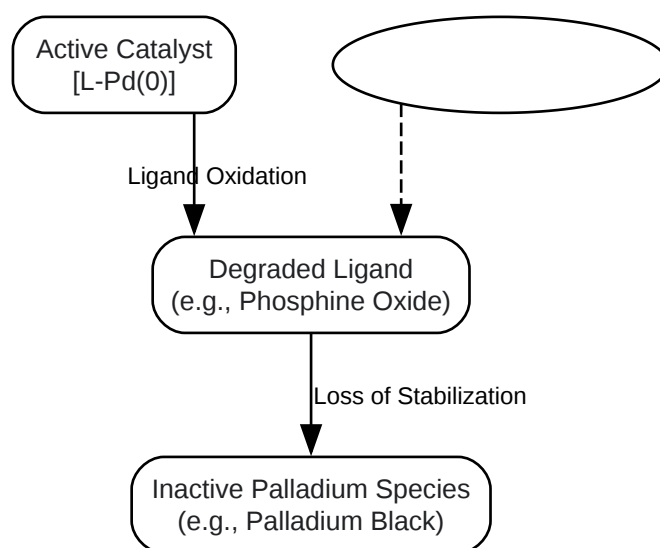 Active Catalyst
[L-Pd(0)]
Ligand Oxidation
Degraded Ligand
(e.g., Phosphine Oxide)
Loss of Stabilization
Inactive Palladium Species
(e.g., Palladium Black)